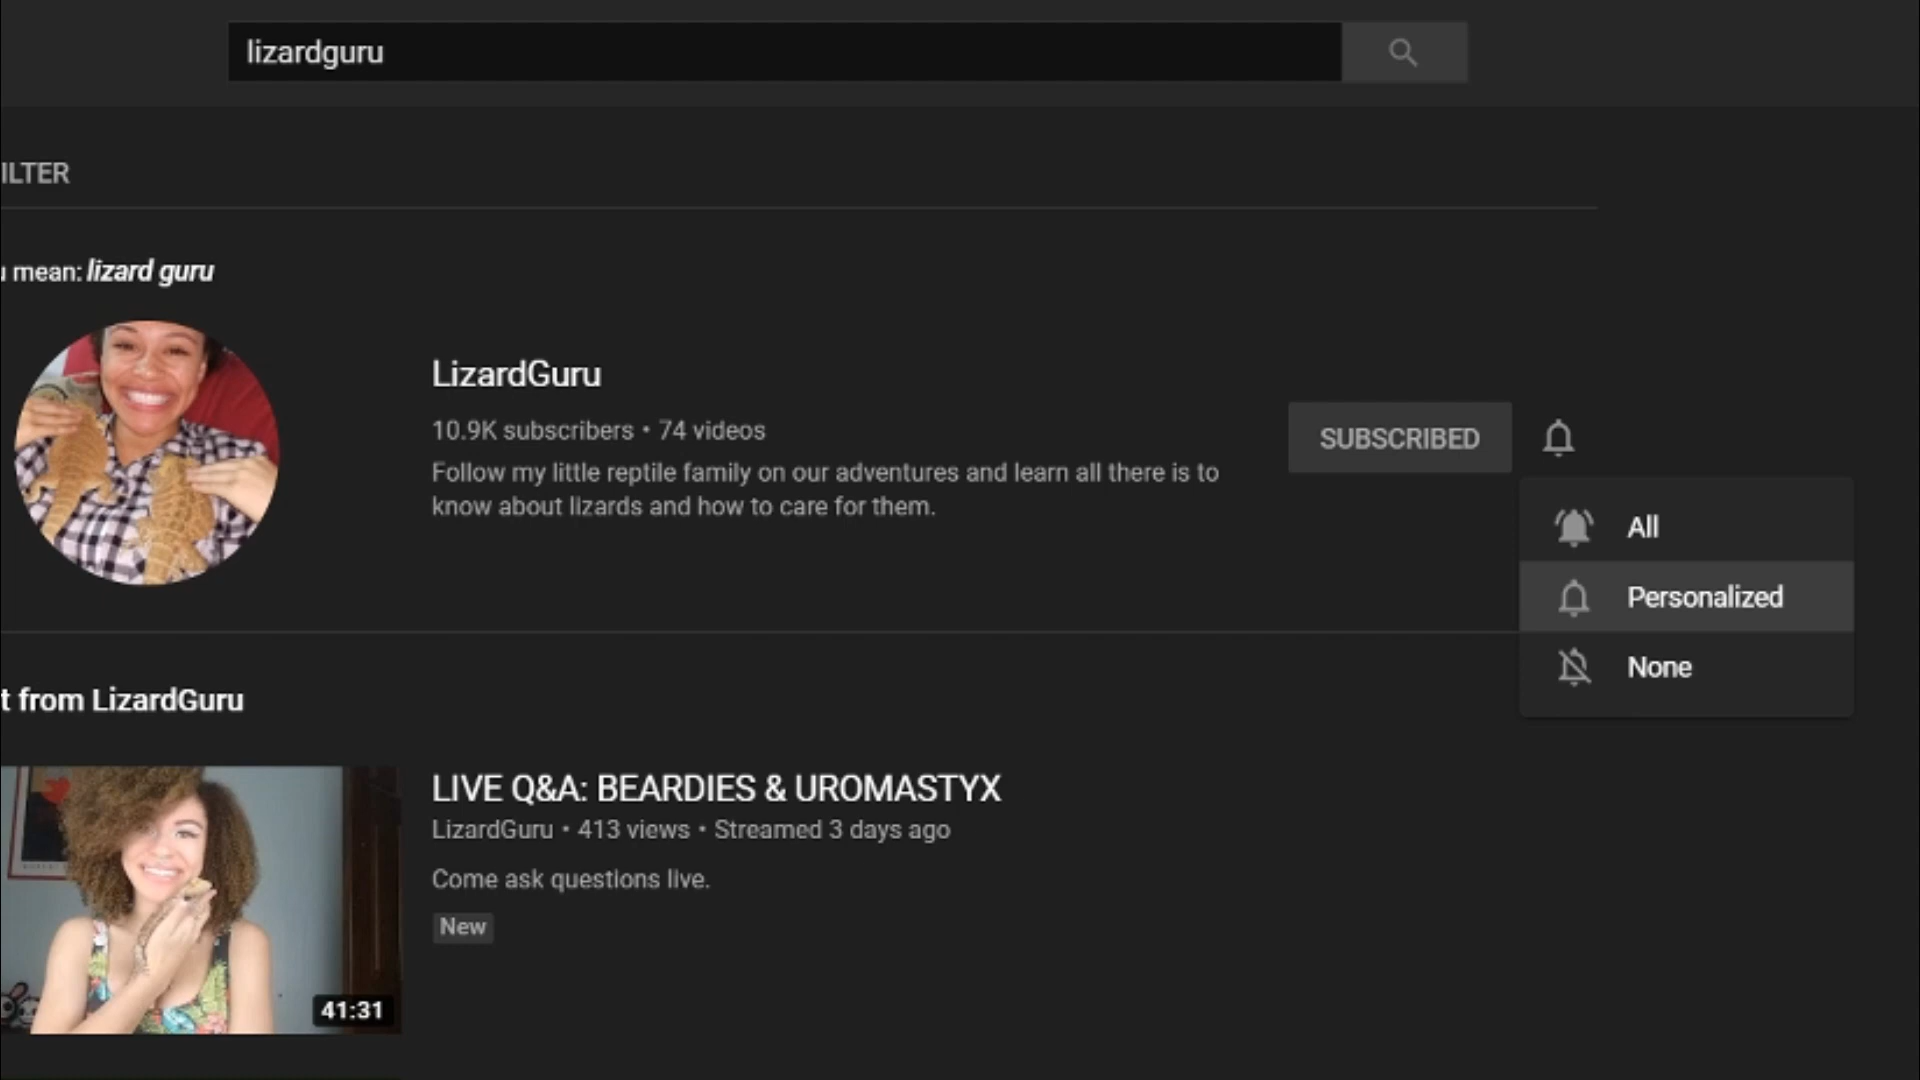 lizardguru
ILTER
u mean: lizard guru
LizardGuru
10.9K subscribers • 74 videos
Follow my little reptile family on our adventures and learn all there is to
know about lizards and how to care for them.
SUBSCRIBED
All
Personalized
None
t from LizardGuru
LIVE Q&A: BEARDIES & UROMASTYX
LizardGuru • 413 views • Streamed 3 days ago
Come ask questions live.
New
41:31